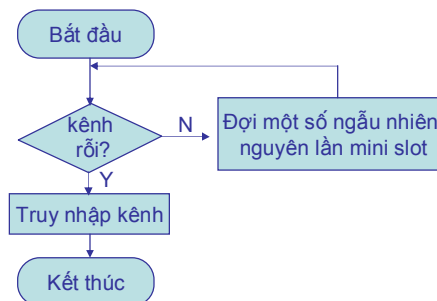 Bắt đầu
kênh
rỗi?
N
Đợi một số ngẫu nhiên
nguyên lần mini slot
Y
Truy nhập kênh
Kết thúc